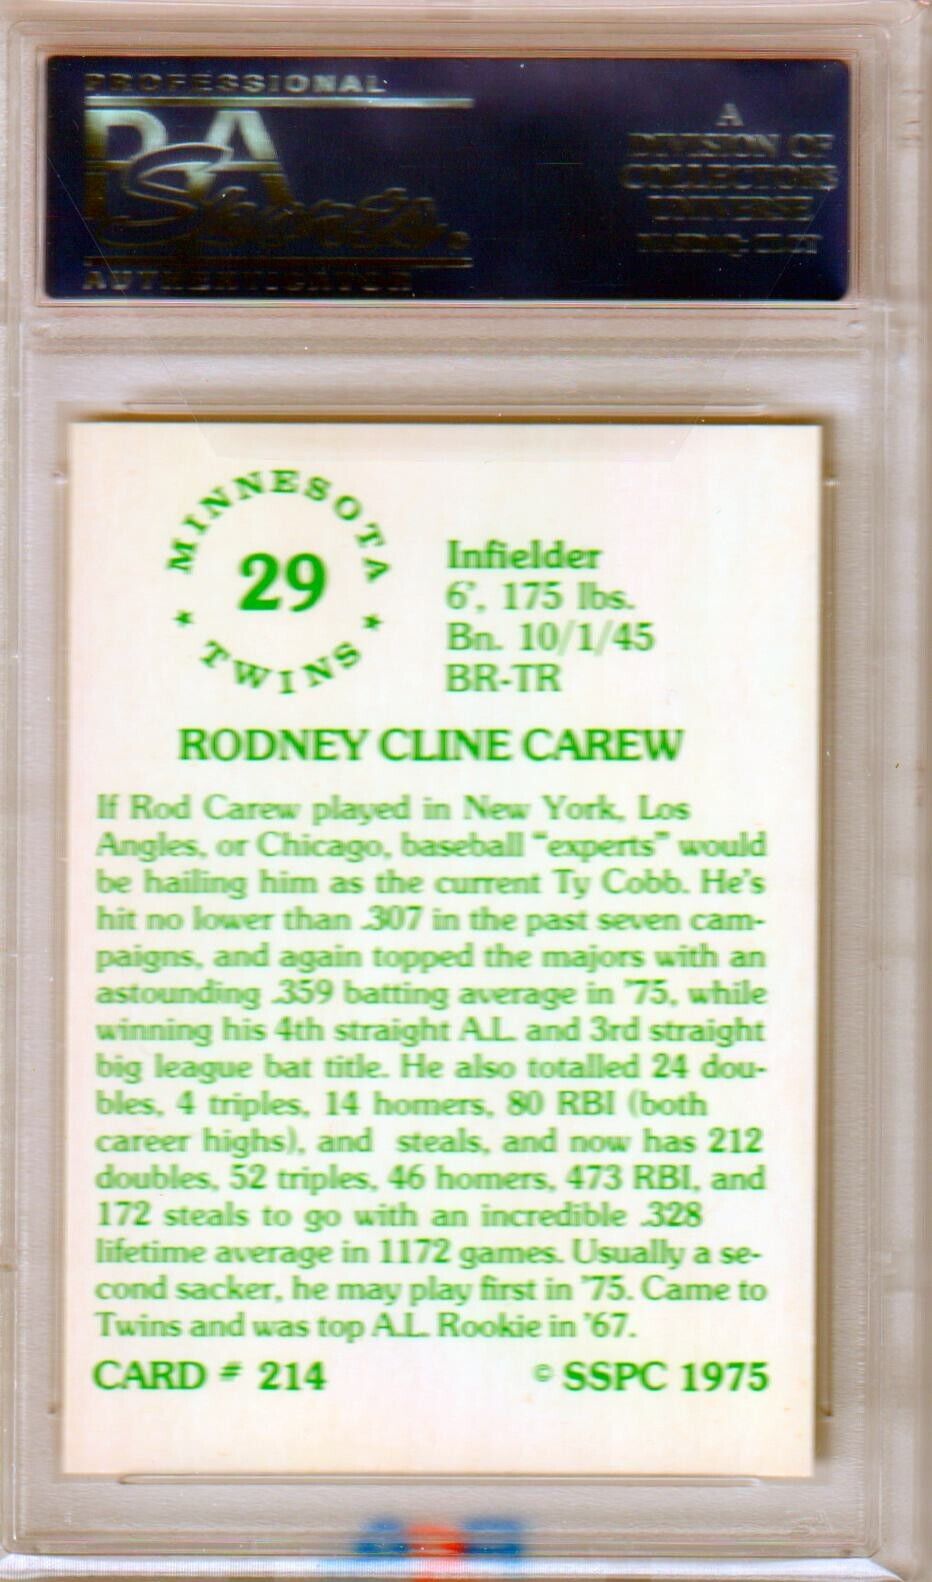 PROFESSIONAL
PSA
AUTHENTICATOR
A
DIVISION OF
COLLECTORS
UNIVERSE
MINNESOTA
29
★ TWINS ★
Infielder
6', 175 lbs.
Bn. 10/1/45
BR-TR
RODNEY CLINE CAREW
If Rod Carew played in New York, Los
Angles, or Chicago, baseball "experts" would
be hailing him as the current Ty Cobb. He's
hit no lower than .307 in the past seven cam-
paigns, and again topped the majors with an
astounding .359 batting average in '75, while
winning his 4th straight A.L. and 3rd straight
big league bat title. He also totalled 24 dou-
bles, 4 triples, 14 homers, 80 RBI (both
career highs), and steals, and now has 212
doubles, 52 triples, 46 homers, 473 RBI, and
172 steals to go with an incredible .328
lifetime average in 1172 games. Usually a se-
cond sacker, he may play first in '75. Came to
Twins and was top A.L. Rookie in '67.
CARD # 214
© SSPC 1975